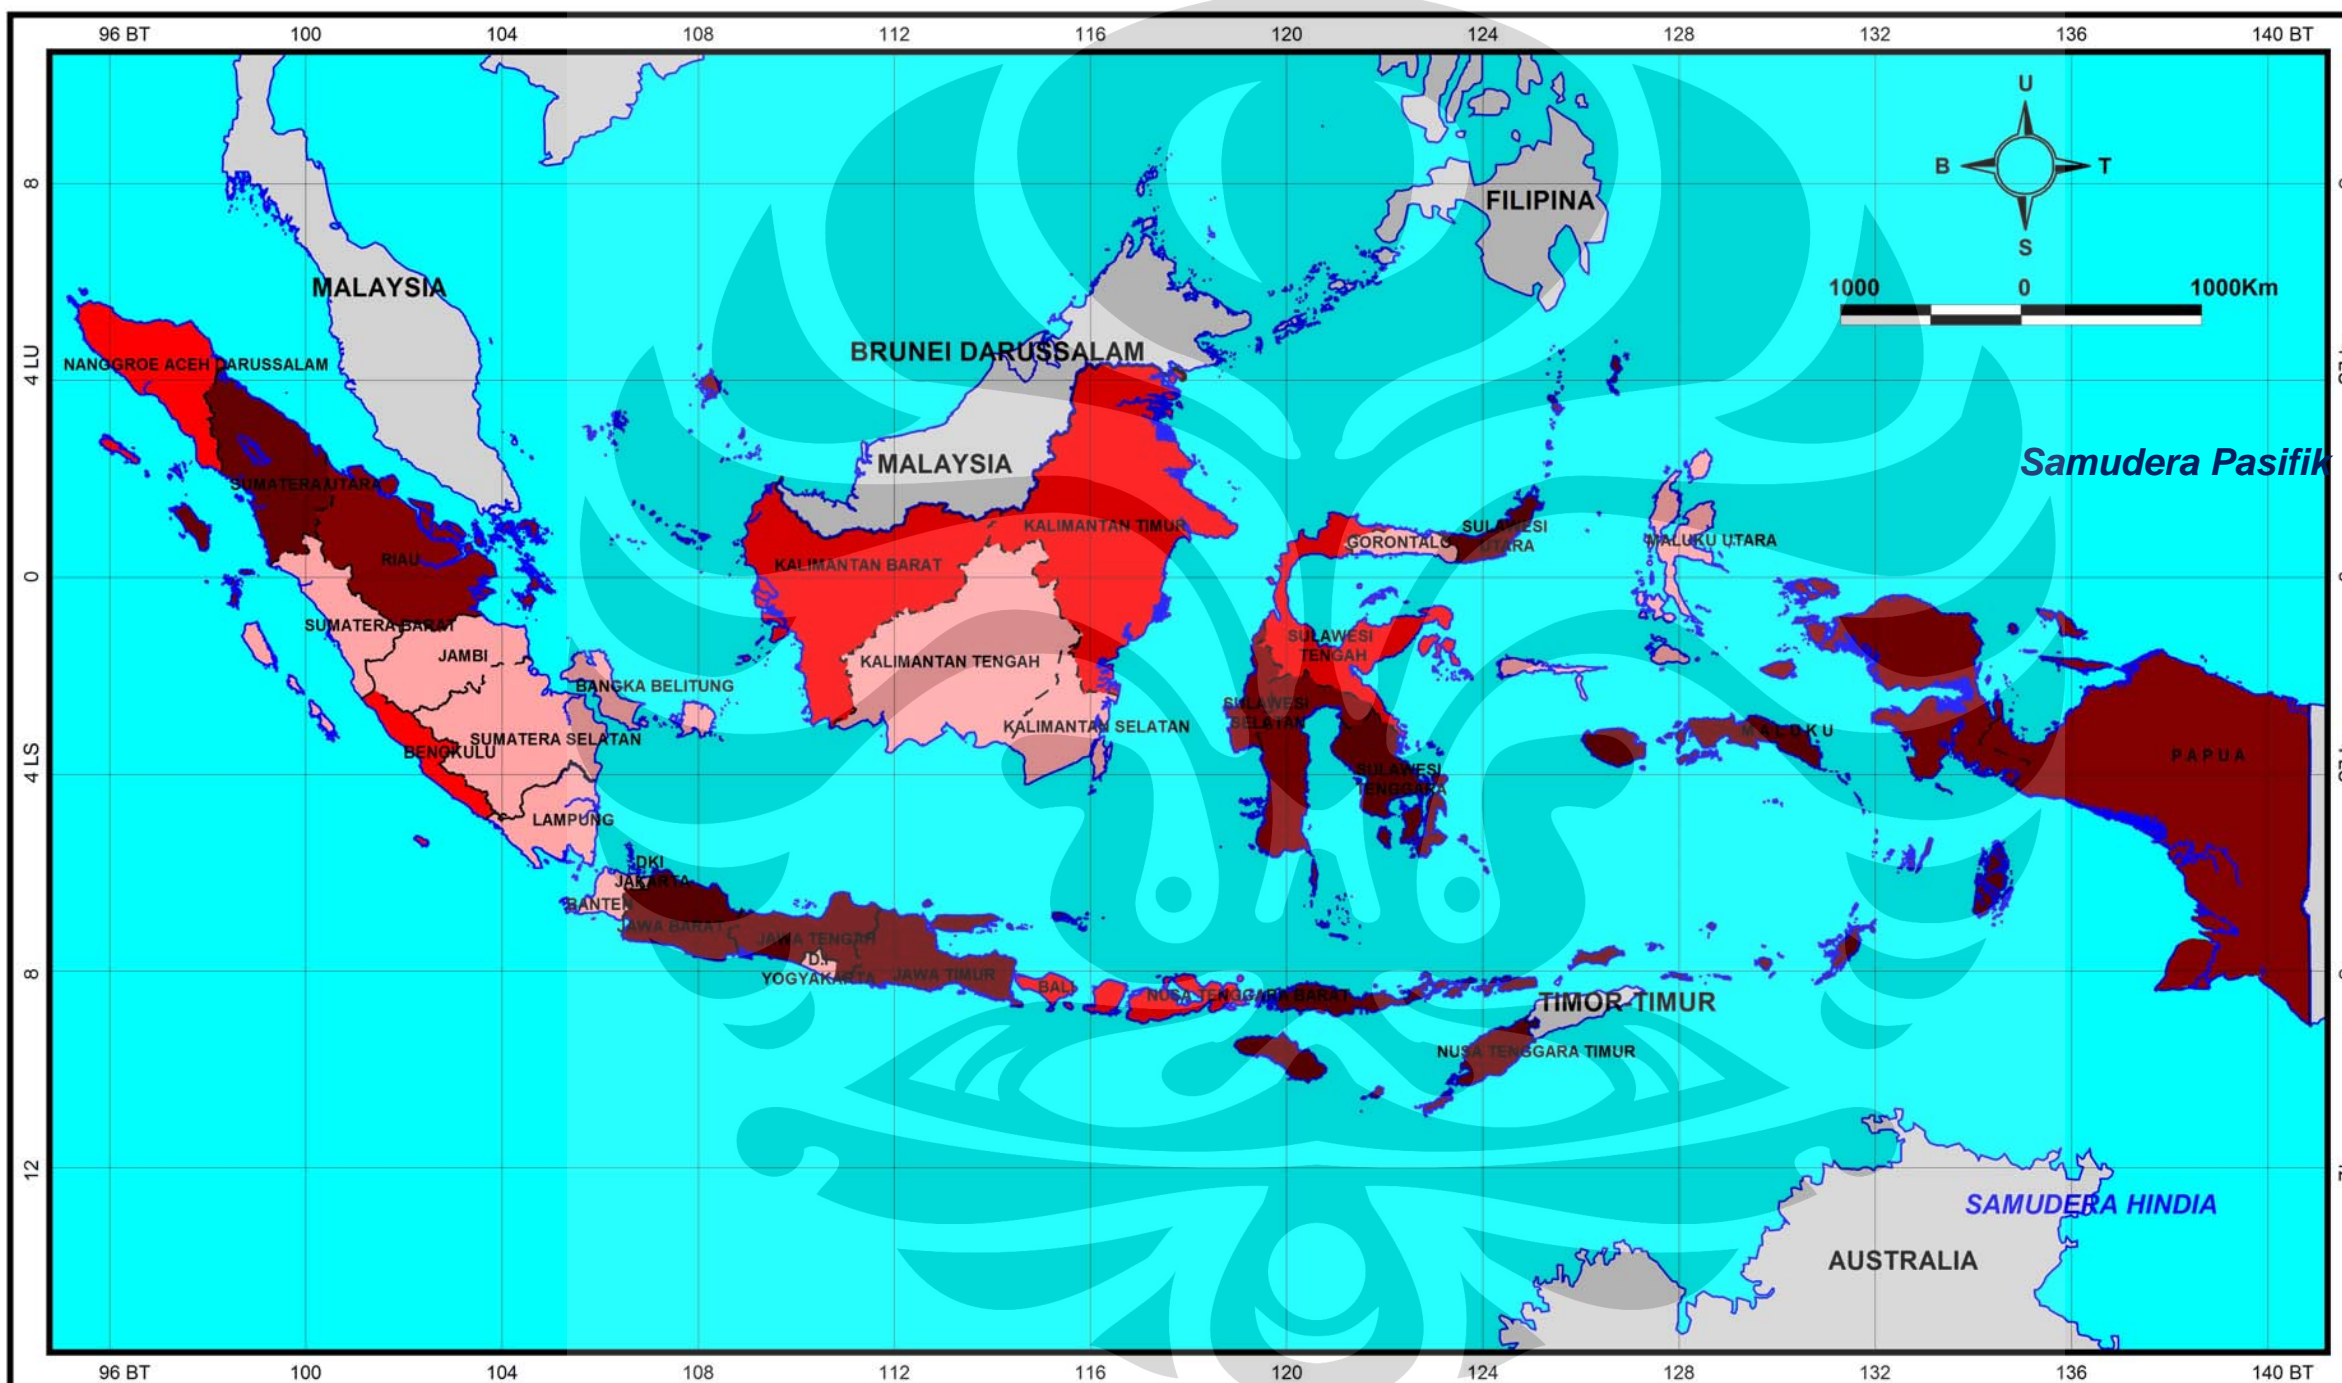 96 BT 100 104 108 112 116 120 124 128 132 136 140 BT
U
B T
S
8
FILIPINA
MALAYSIA
1000 0 1000Km
BRUNEI DARUSSALAM
NANGGROE ACEH DARUSSALAM
4 LU
MALAYSIA
Samudera Pasifik
SUMATERA UTARA
KALIMANTAN TIMUR
SULAWESI
UTARA
GORONTALO
MALUKU UTARA
RIAU
KALIMANTAN BARAT
0
SUMATERA BARAT
JAMBI
KALIMANTAN TENGAH
SULAWESI
TENGAH
BANGKA BELITUNG
SULAWESI
SELATAN
KALIMANTAN SELATAN
MALUKU
SUMATERA SELATAN
BENGKULU
PAPUA
4 LS
SULAWESI
TENGGARA
LAMPUNG
DKI
JAKARTA
BANTEN
JAWA BARAT
JAWA TENGAH
D.I
YOGYAKARTA
JAWA TIMUR
8
BALI
NUSA TENGGARA BARAT
TIMOR TIMUR
NUSA TENGGARA TIMUR
12
SAMUDERA HINDIA
AUSTRALIA
96 BT 100 104 108 112 116 120 124 128 132 136 140 BT